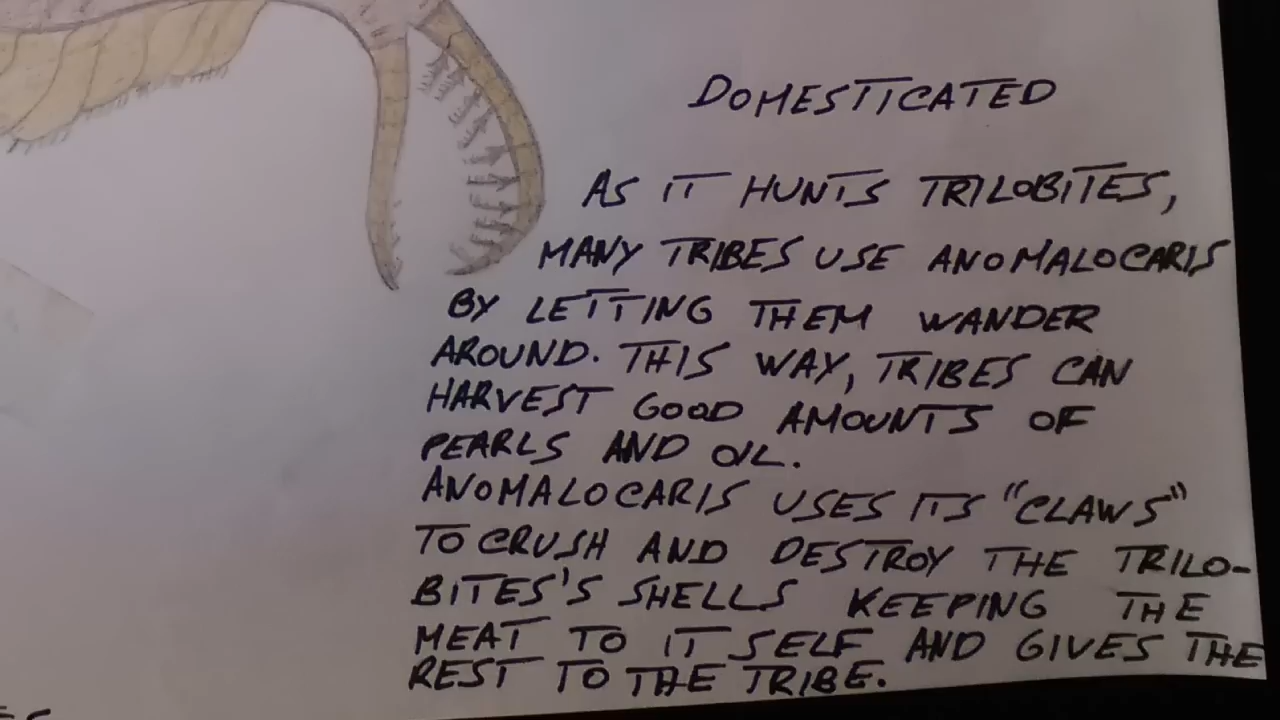 DOMESTICATED
AS IT HUNTS TRILOBITES,
MANY TRIBES USE ANOMALOCARIS
BY LETTING THEM WANDER
AROUND. THIS WAY, TRIBES CAN
HARVEST GOOD AMOUNTS OF
PEARLS AND OIL.
ANOMALOCARIS USES ITS "CLAWS"
TO CRUSH AND DESTROY THE TRILO-
BITES'S SHELLS KEEPING THE
MEAT TO IT SELF AND GIVES THE
REST TO THE TRIBE.